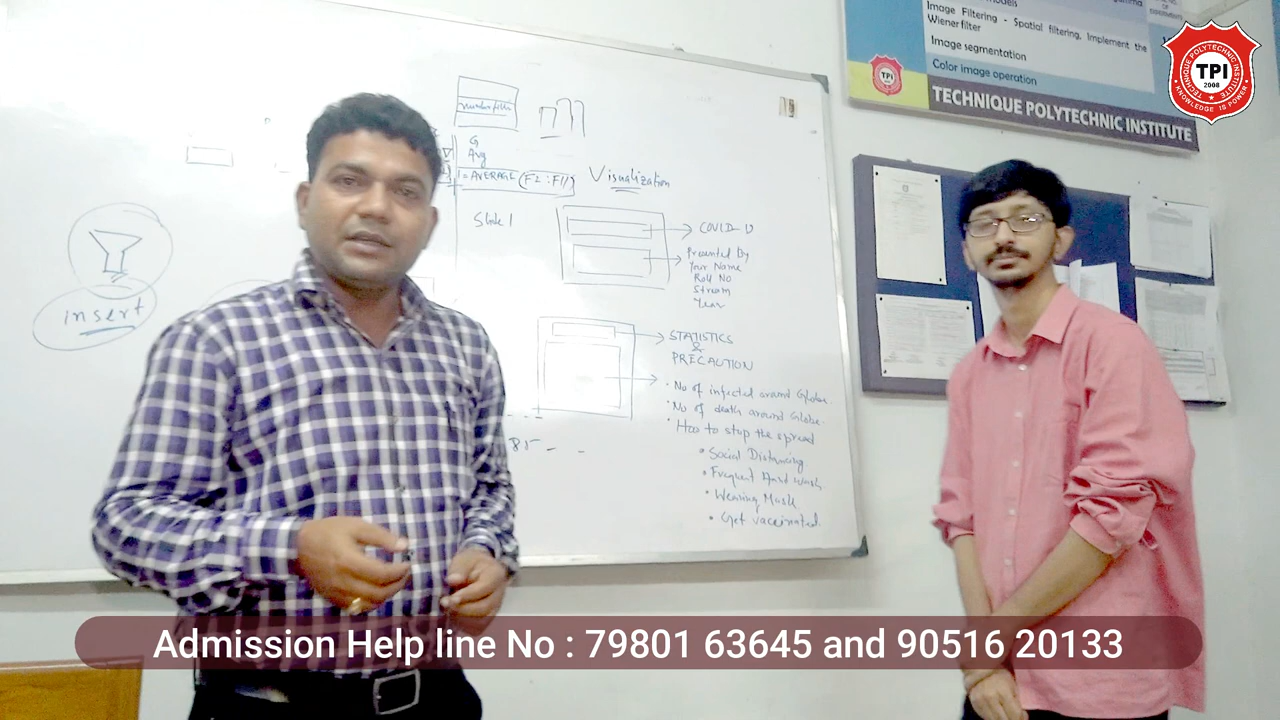 models
Image Filtering - Spatial filtering, Implement the
Wiener filter
Image segmentation
Color image operation
TECHNIQUE POLYTECHNIC INSTITUTE
TECHNIQUE POLYTECHNIC INSTITUTE
TPI
2008
KNOWLEDGE IS POWER
G
Avg
= AVERAGE (F2 : F11)
Visualization
Slide 1
COVID-19
Presented By
Your Name
Roll No
Stream
Year
insert
STATISTICS
&
PRECAUTION
• No of infected around Globe
• No of death around Globe
• How to stop the spread
• Social Distancing
• Frequent Hand wash
• Wearing Mask
• Get vaccinated
Admission Help line No : 79801 63645 and 90516 20133